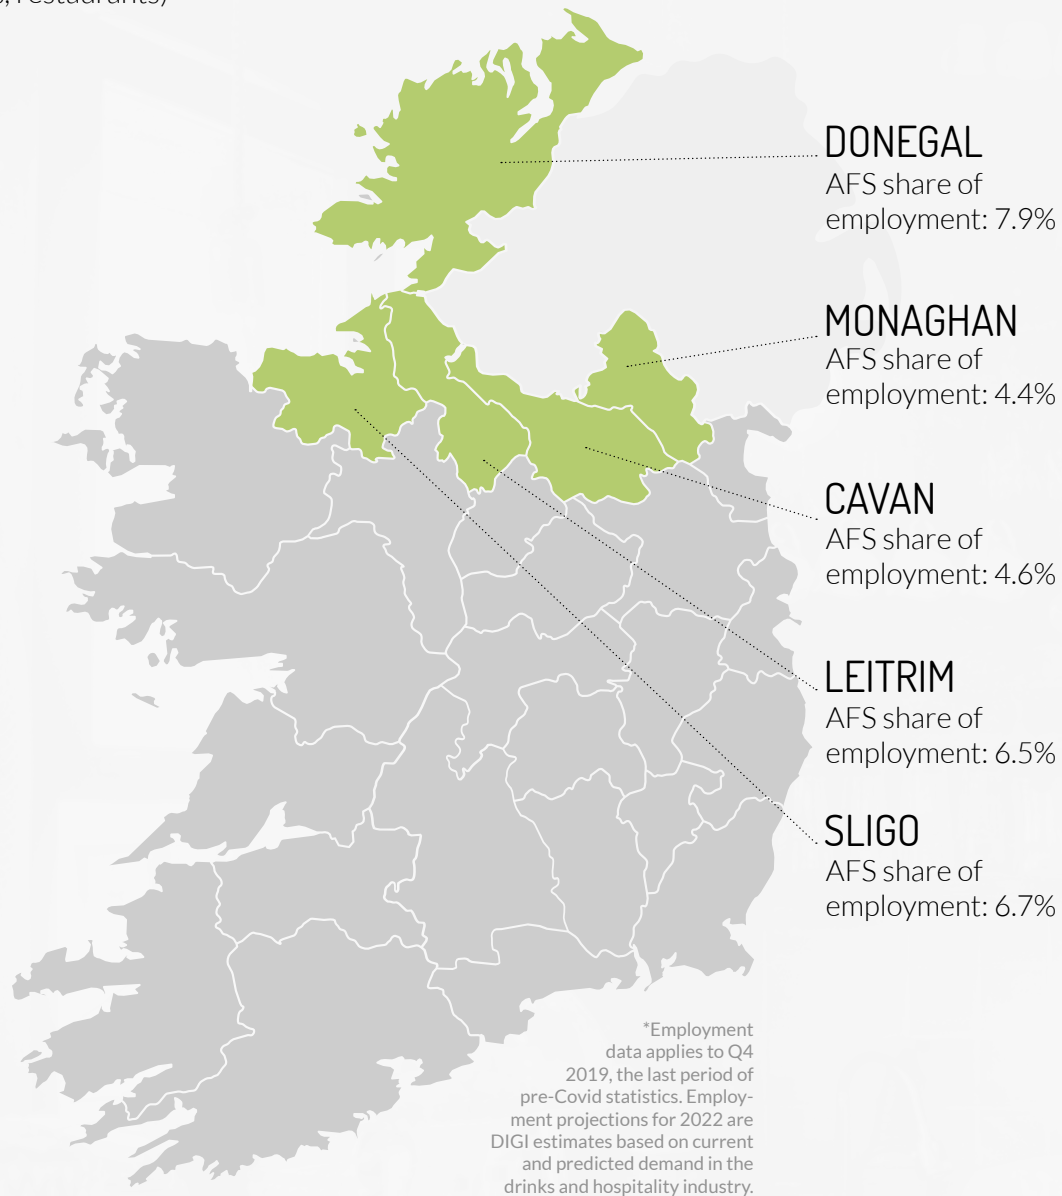 restaurants)
DONEGAL
AFS share of
employment: 7.9%
MONAGHAN
AFS share of
employment: 4.4%
CAVAN
AFS share of
employment: 4.6%
LEITRIM
AFS share of
employment: 6.5%
SLIGO
AFS share of
employment: 6.7%
*Employment
data applies to Q4
2019, the last period of
pre-Covid statistics. Employ-
ment projections for 2022 are
DIGI estimates based on current
and predicted demand in the
drinks and hospitality industry.